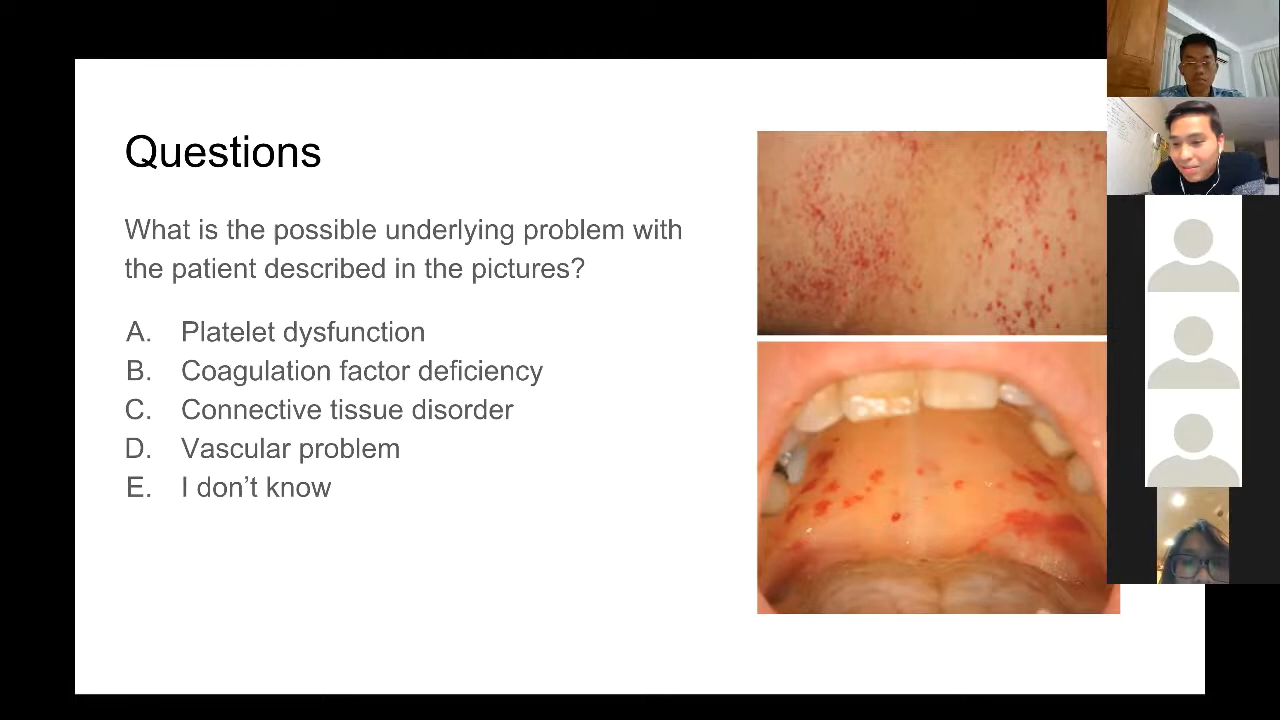 Questions
What is the possible underlying problem with
the patient described in the pictures?
A. Platelet dysfunction
B. Coagulation factor deficiency
C. Connective tissue disorder
D. Vascular problem
E. I don’t know